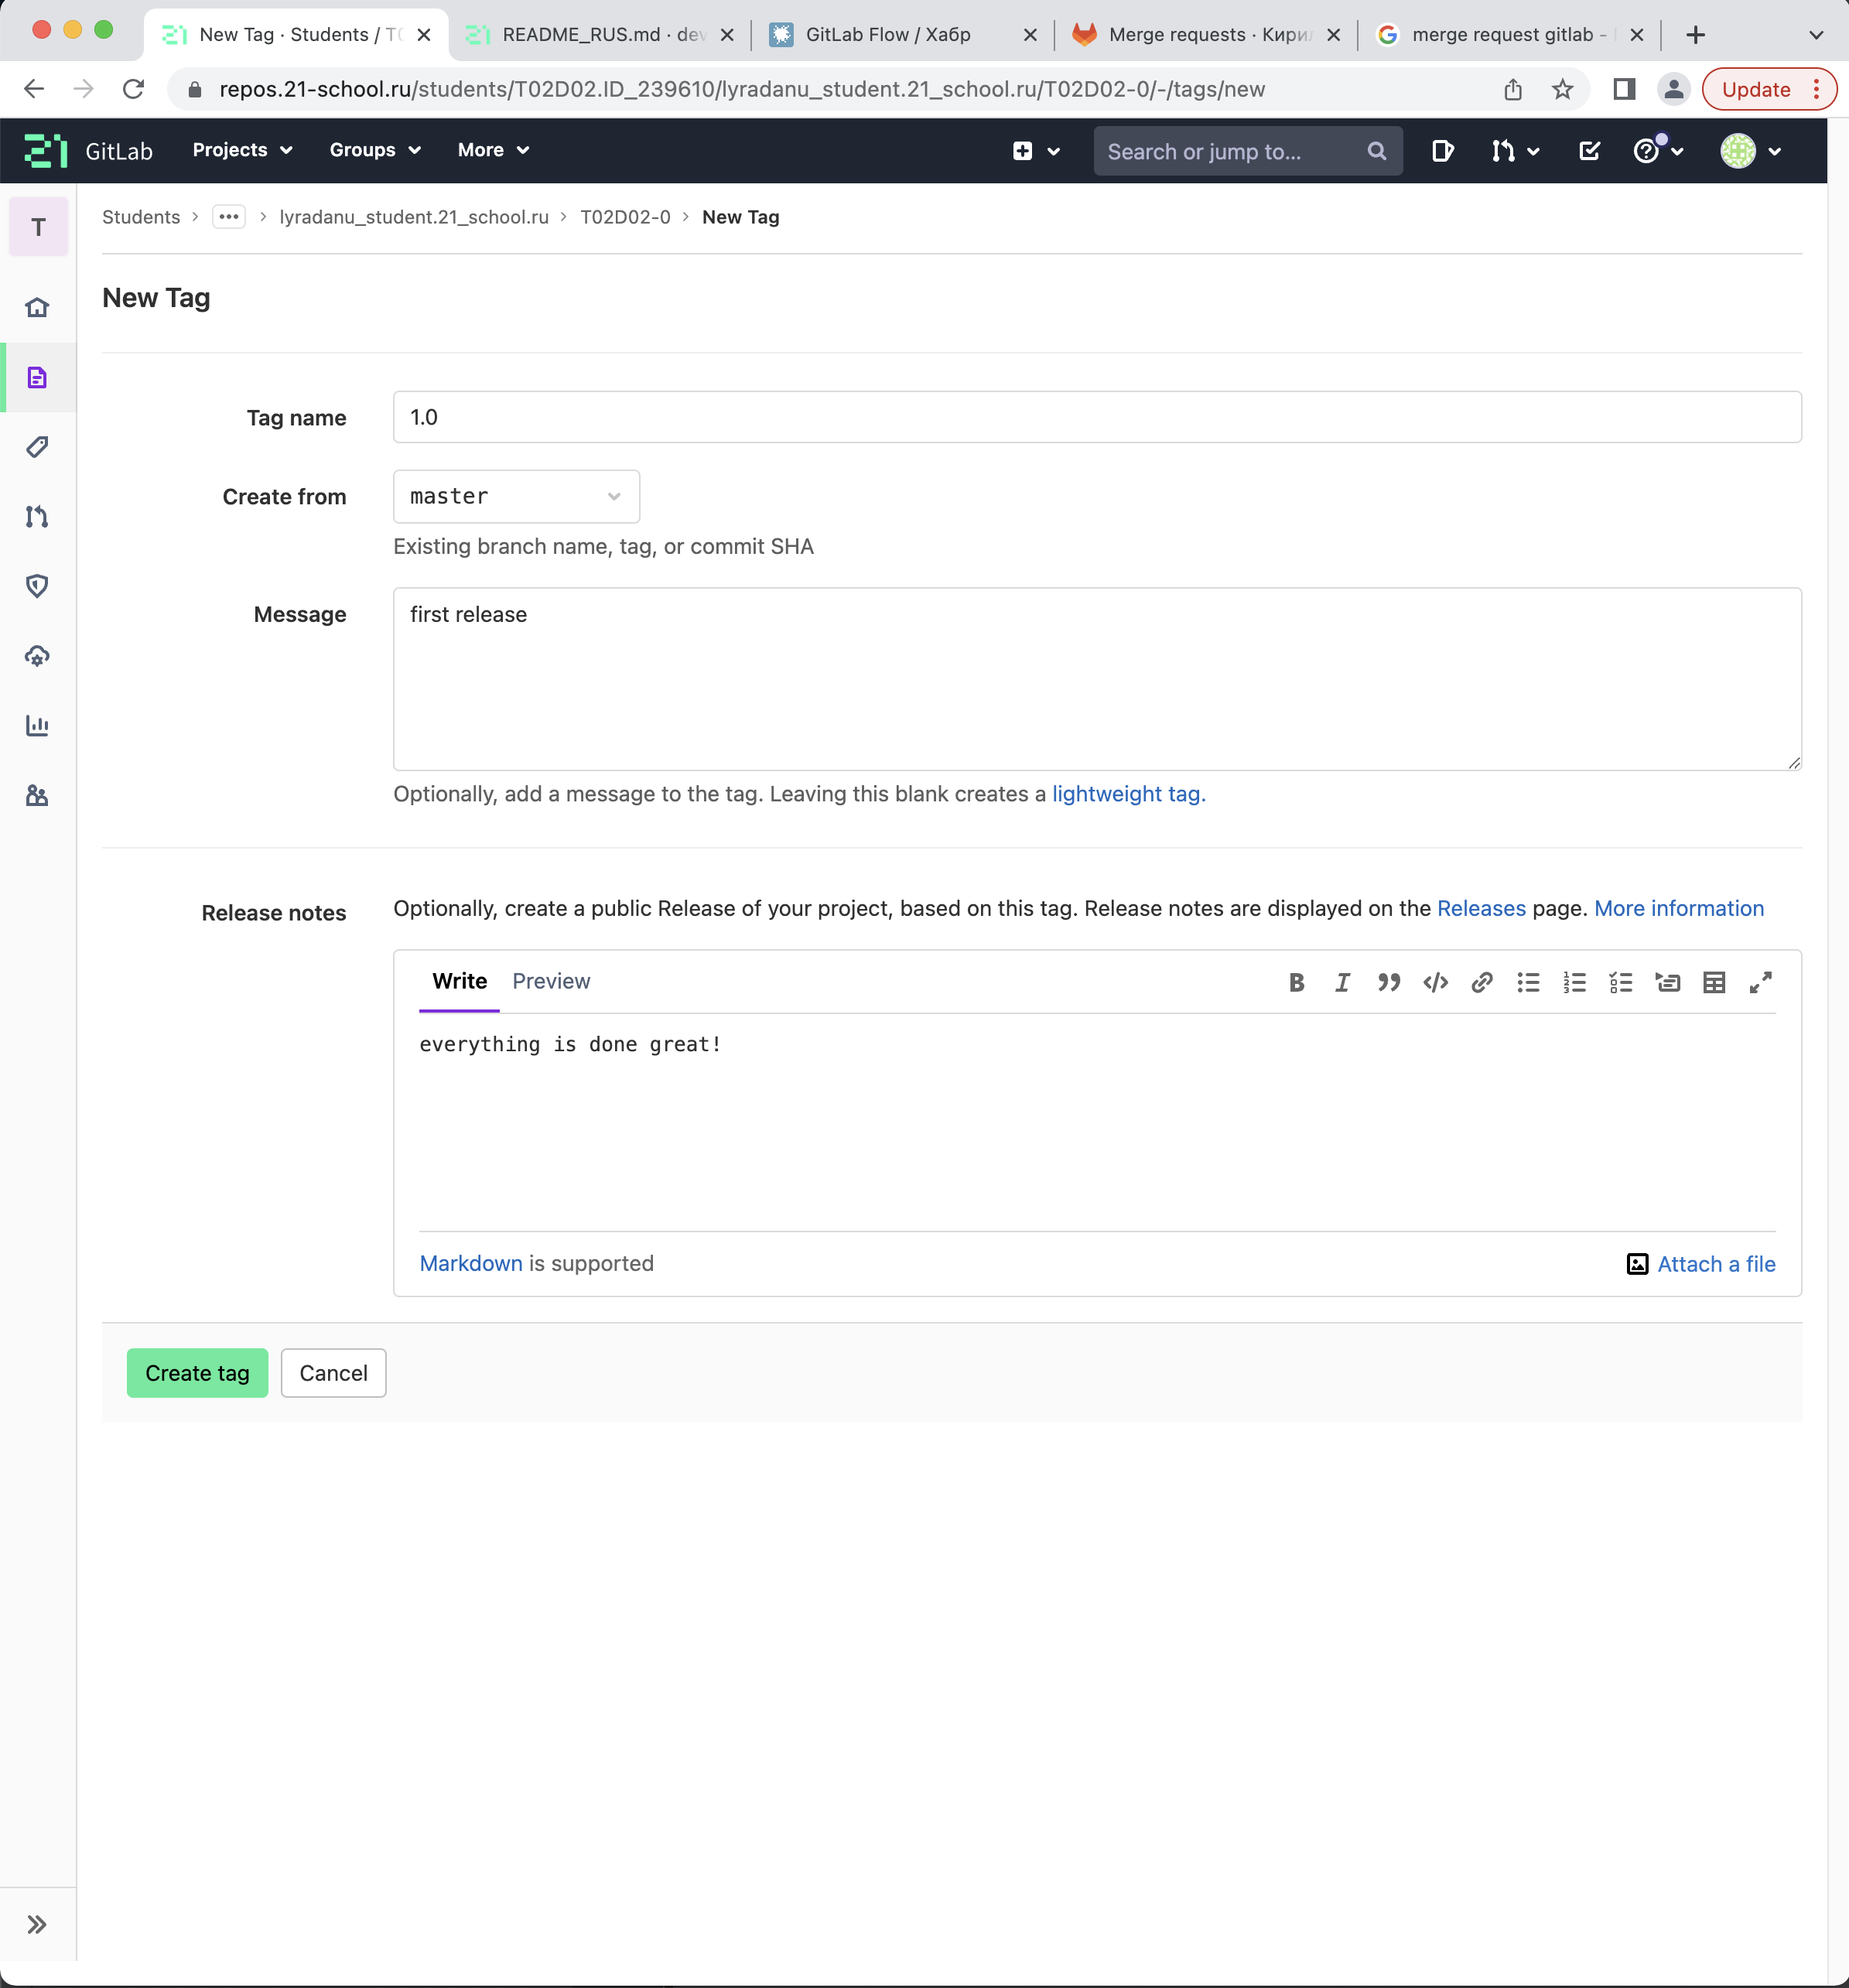 New Tag · Students / T
README_RUS.md · dev
GitLab Flow / Хабр
Merge requests · Кирил
merge request gitlab -
repos.21-school.ru/students/T02D02.ID_239610/lyradanu_student.21_school.ru/T02D02-0/-/tags/new
Update
21 GitLab Projects Groups More
Search or jump to...
T
Students > ••• > lyradanu_student.21_school.ru > T02D02-0 > New Tag
New Tag
Tag name
1.0
Create from
master
Existing branch name, tag, or commit SHA
Message
first release
Optionally, add a message to the tag. Leaving this blank creates a lightweight tag.
Release notes
Optionally, create a public Release of your project, based on this tag. Release notes are displayed on the Releases page. More information
Write Preview
everything is done great!
Markdown is supported
Attach a file
Create tag Cancel